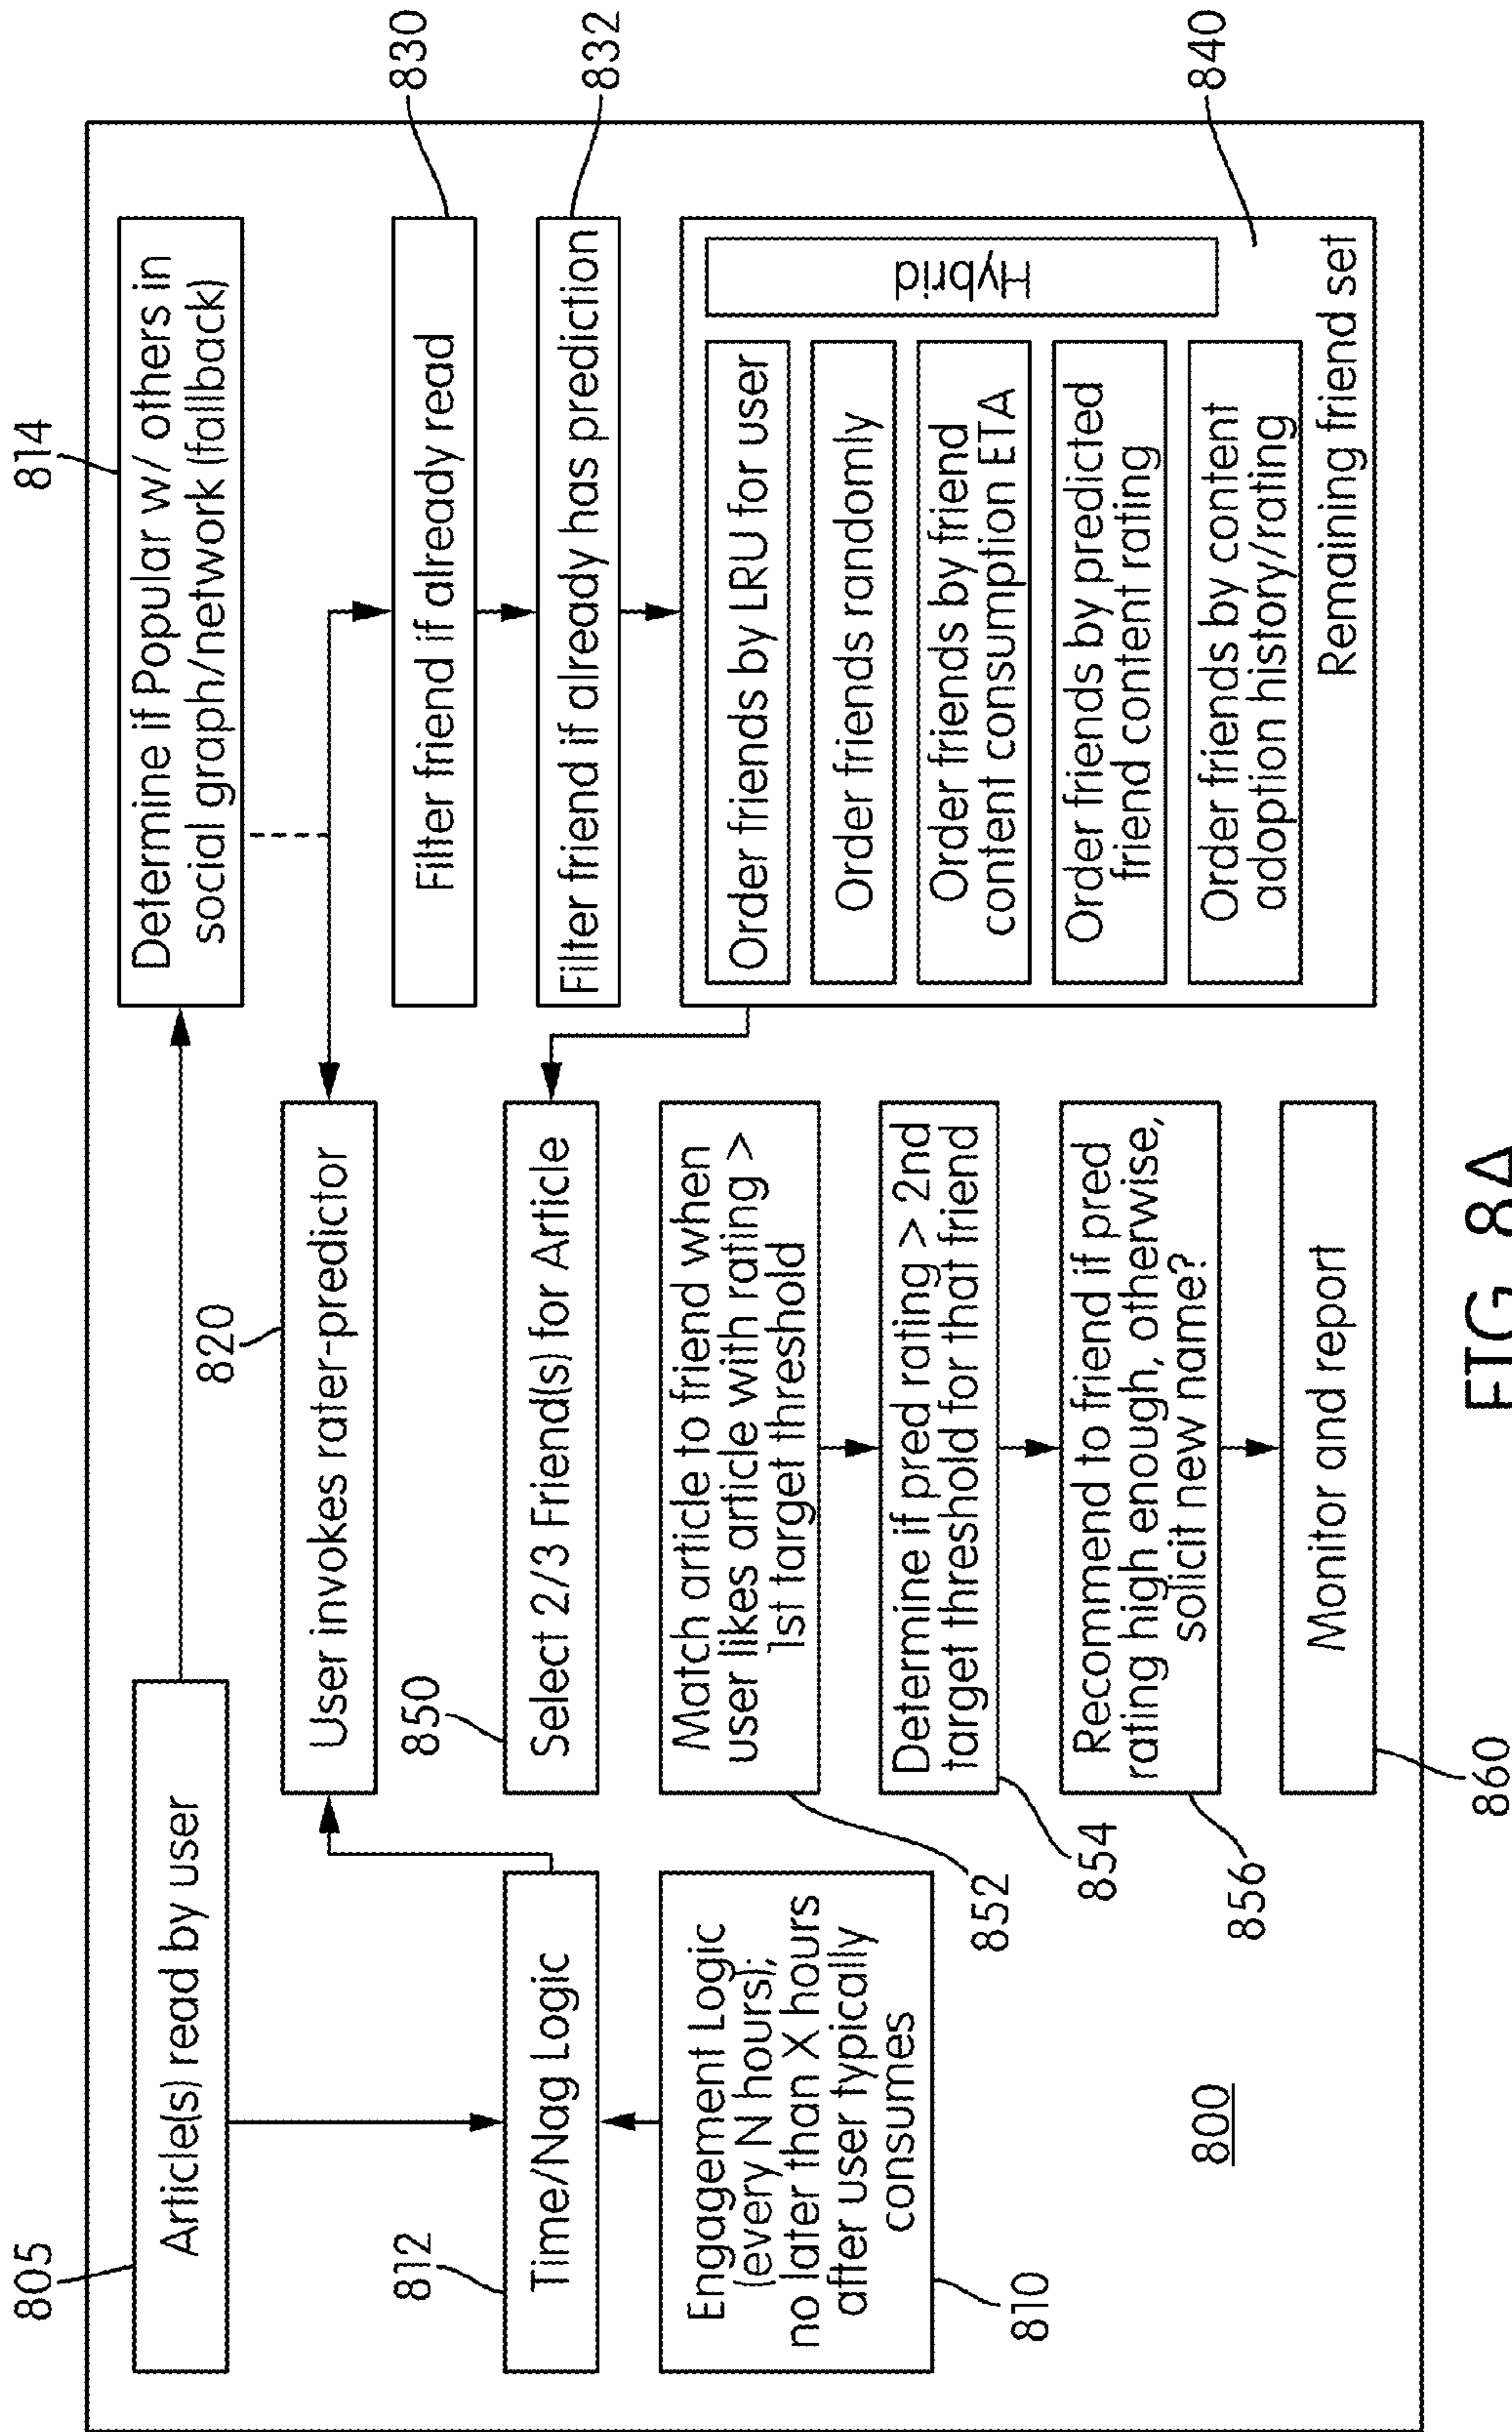 805
Article(s) read by user
814
Determine if Popular w/ others in
social graph/network (fallback)
820
User invokes rater-predictor
830
Filter friend if already read
832
Filter friend if already has prediction
812
Time/Nag Logic
850
Select 2/3 Friend(s) for Article
Engagement Logic
(every N hours);
no later than X hours
after user typically
consumes
810
Match article to friend when
user likes article with rating >
1st target threshold
852
Determine if pred rating > 2nd
target threshold for that friend
854
Recommend to friend if pred
rating high enough, otherwise,
solicit new name?
856
Monitor and report
860
Order friends by LRU for user
Order friends randomly
Order friends by friend
content consumption ETA
Order friends by predicted
friend content rating
Order friends by content
adoption history/rating
Hybrid
Remaining friend set
840
800
FIG. 8A